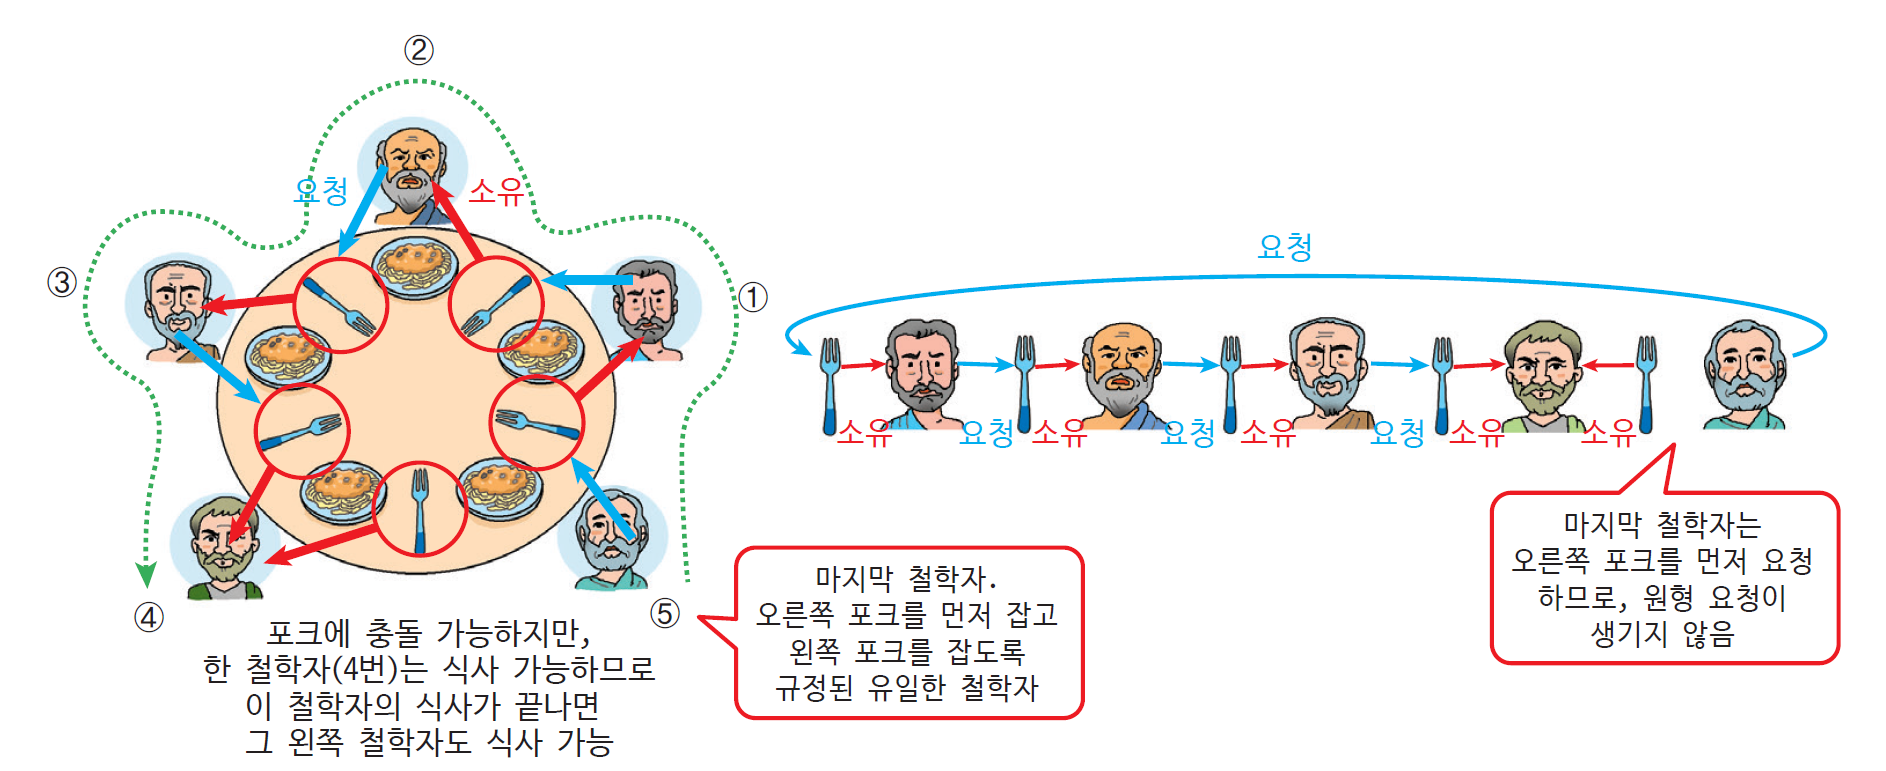 ②
요청
소유
③
①
④
⑤
포크에 충돌 가능하지만,
한 철학자(4번)는 식사 가능하므로
이 철학자의 식사가 끝나면
그 왼쪽 철학자도 식사 가능
마지막 철학자.
오른쪽 포크를 먼저 잡고
왼쪽 포크를 잡도록
규정된 유일한 철학자
요청
소유 요청 소유 요청 소유 요청 소유 소유
마지막 철학자는
오른쪽 포크를 먼저 요청
하므로, 원형 요청이
생기지 않음